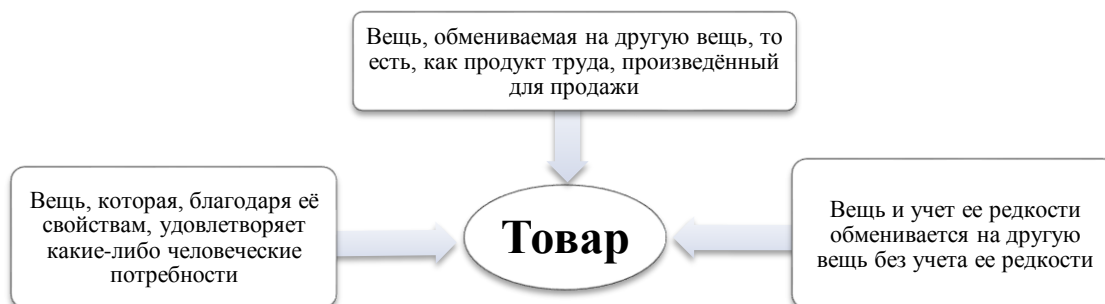 Вещь, обмениваемая на другую вещь, то
есть, как продукт труда, произведённый
для продажи
Вещь, которая, благодаря её
свойствам, удовлетворяет
какие-либо человеческие
потребности
Товар
Вещь и учет ее редкости
обменивается на другую
вещь без учета ее редкости